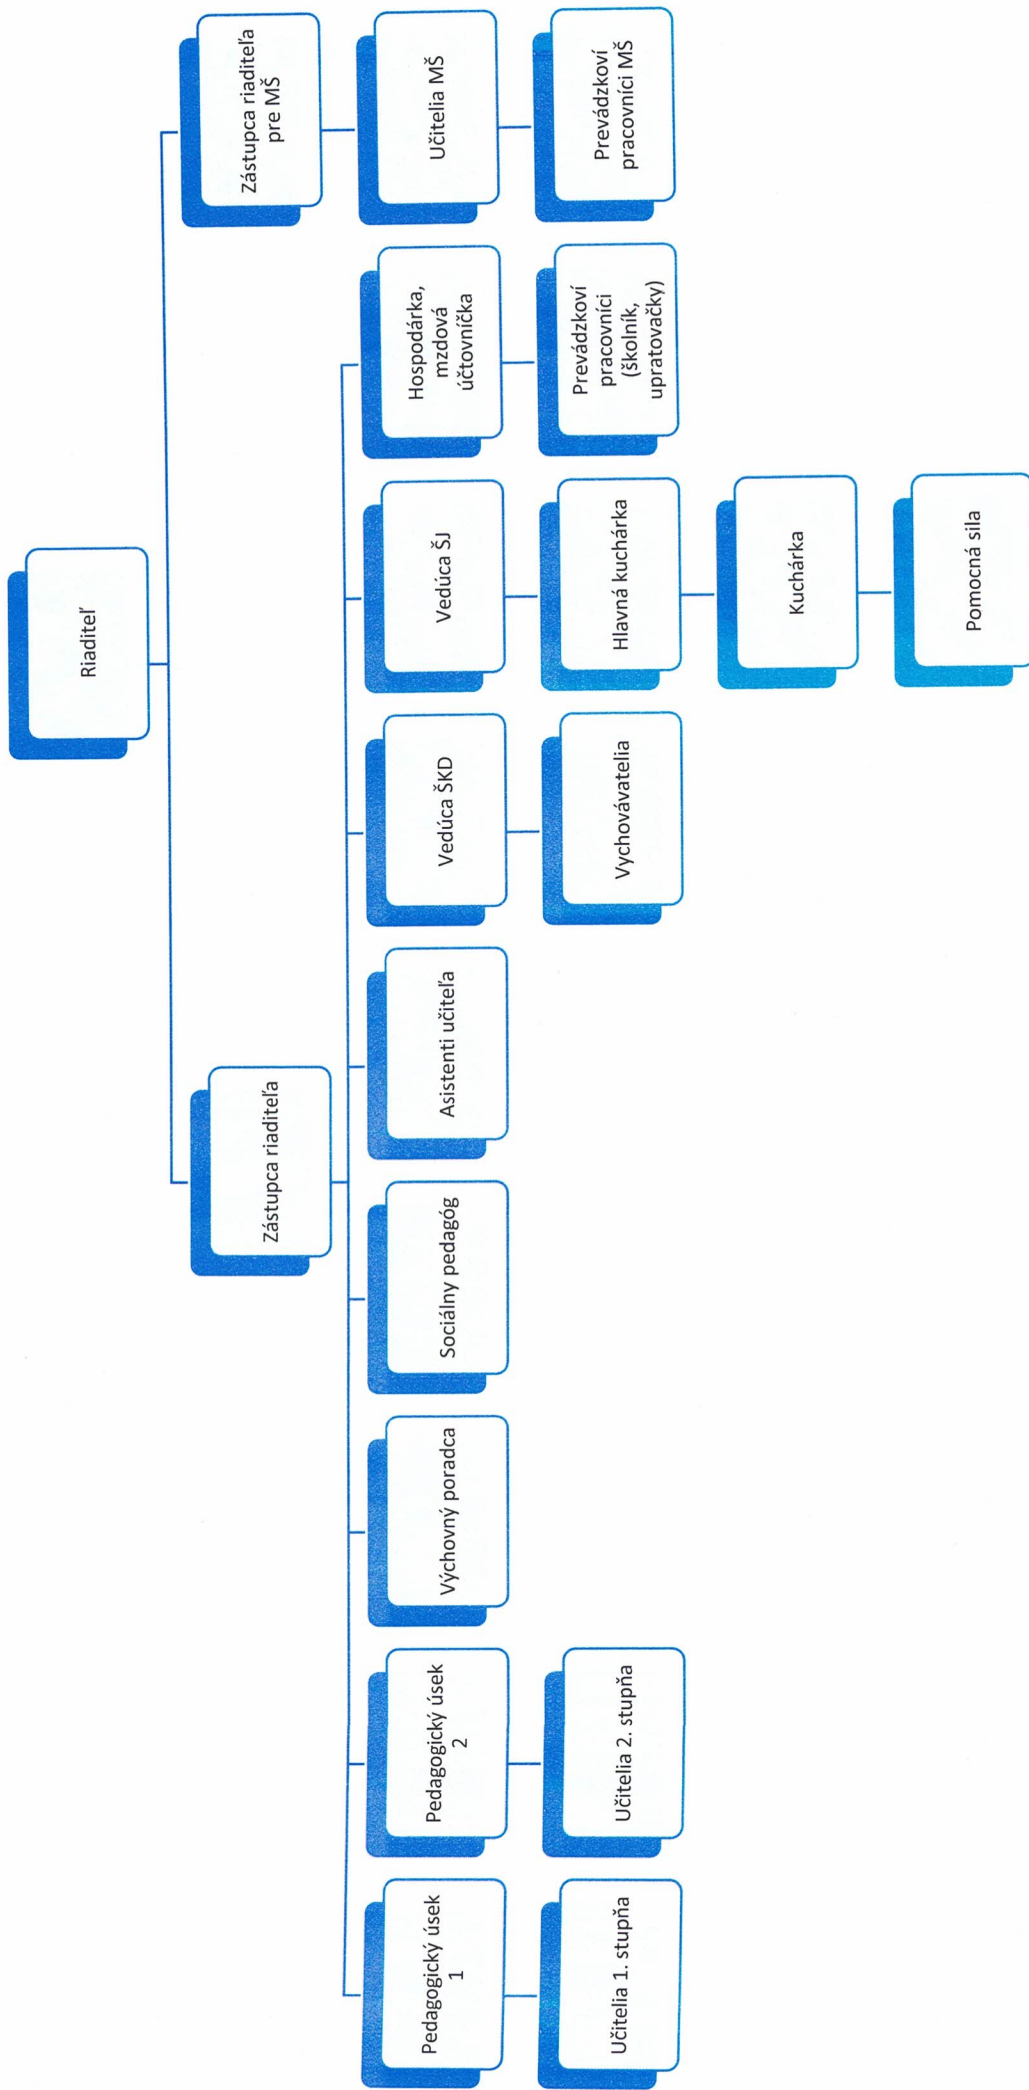 Riaditeľ
Zástupca riaditeľa
Zástupca riaditeľa
pre MŠ
Pedagogický úsek
1
Pedagogický úsek
2
Výchovný poradca
Sociálny pedagóg
Asistenti učiteľa
Vedúca ŠKD
Vedúca ŠJ
Hospodárka,
mzdová
účtovníčka
Učitelia MŠ
Učitelia 1. stupňa
Učitelia 2. stupňa
Vychovávatelia
Hlavná kuchárka
Prevádzkoví
pracovníci
(školník,
upratovačky)
Prevádzkoví
pracovníci MŠ
Kuchárka
Pomocná sila